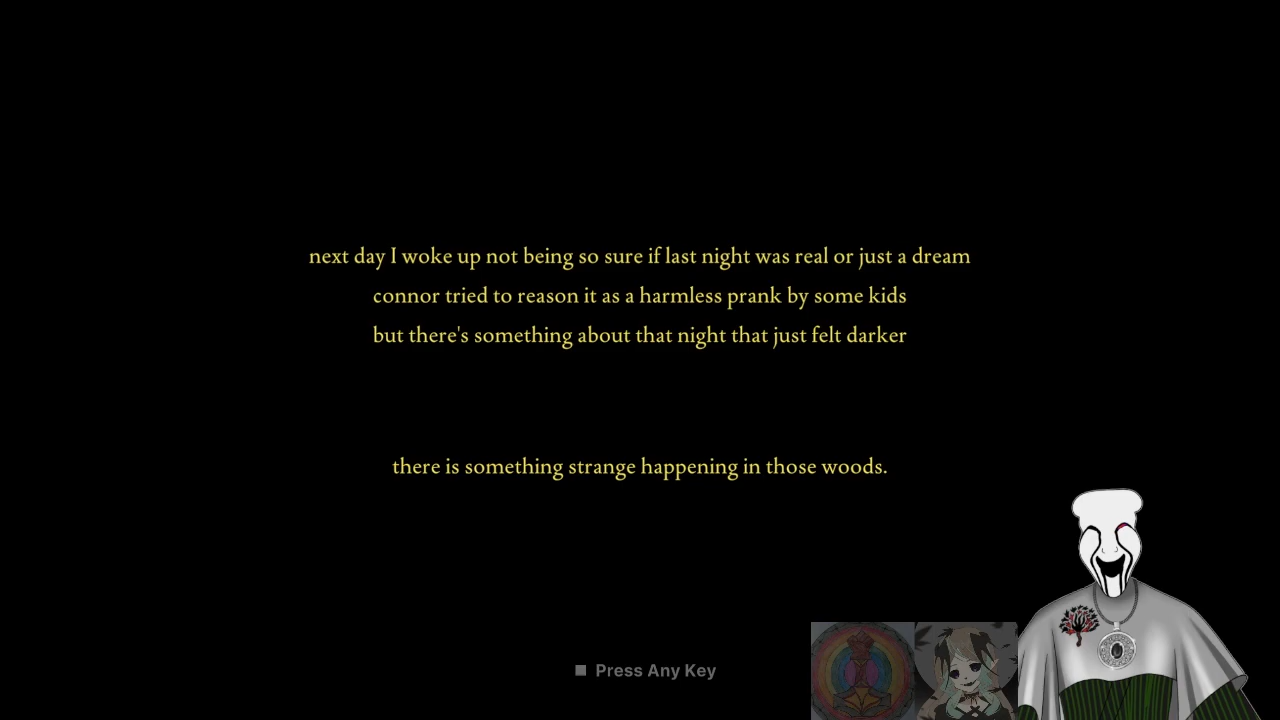 next day I woke up not being so sure if last night was real or just a dream
connor tried to reason it as a harmless prank by some kids
but there's something about that night that just felt darker
there is something strange happening in those woods.
Press Any Key